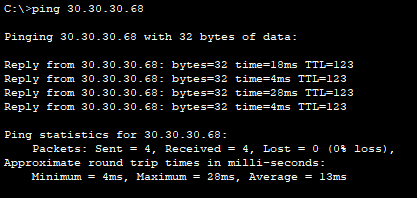 C:\>ping 30.30.30.68
Pinging 30.30.30.68 with 32 bytes of data:
Reply from 30.30.30.68: bytes=32 time=18ms TTL=123
Reply from 30.30.30.68: bytes=32 time=4ms TTL=123
Reply from 30.30.30.68: bytes=32 time=28ms TTL=123
Reply from 30.30.30.68: bytes=32 time=4ms TTL=123
Ping statistics for 30.30.30.68:
    Packets: Sent = 4, Received = 4, Lost = 0 (0% loss),
Approximate round trip times in milli-seconds:
    Minimum = 4ms, Maximum = 28ms, Average = 13ms